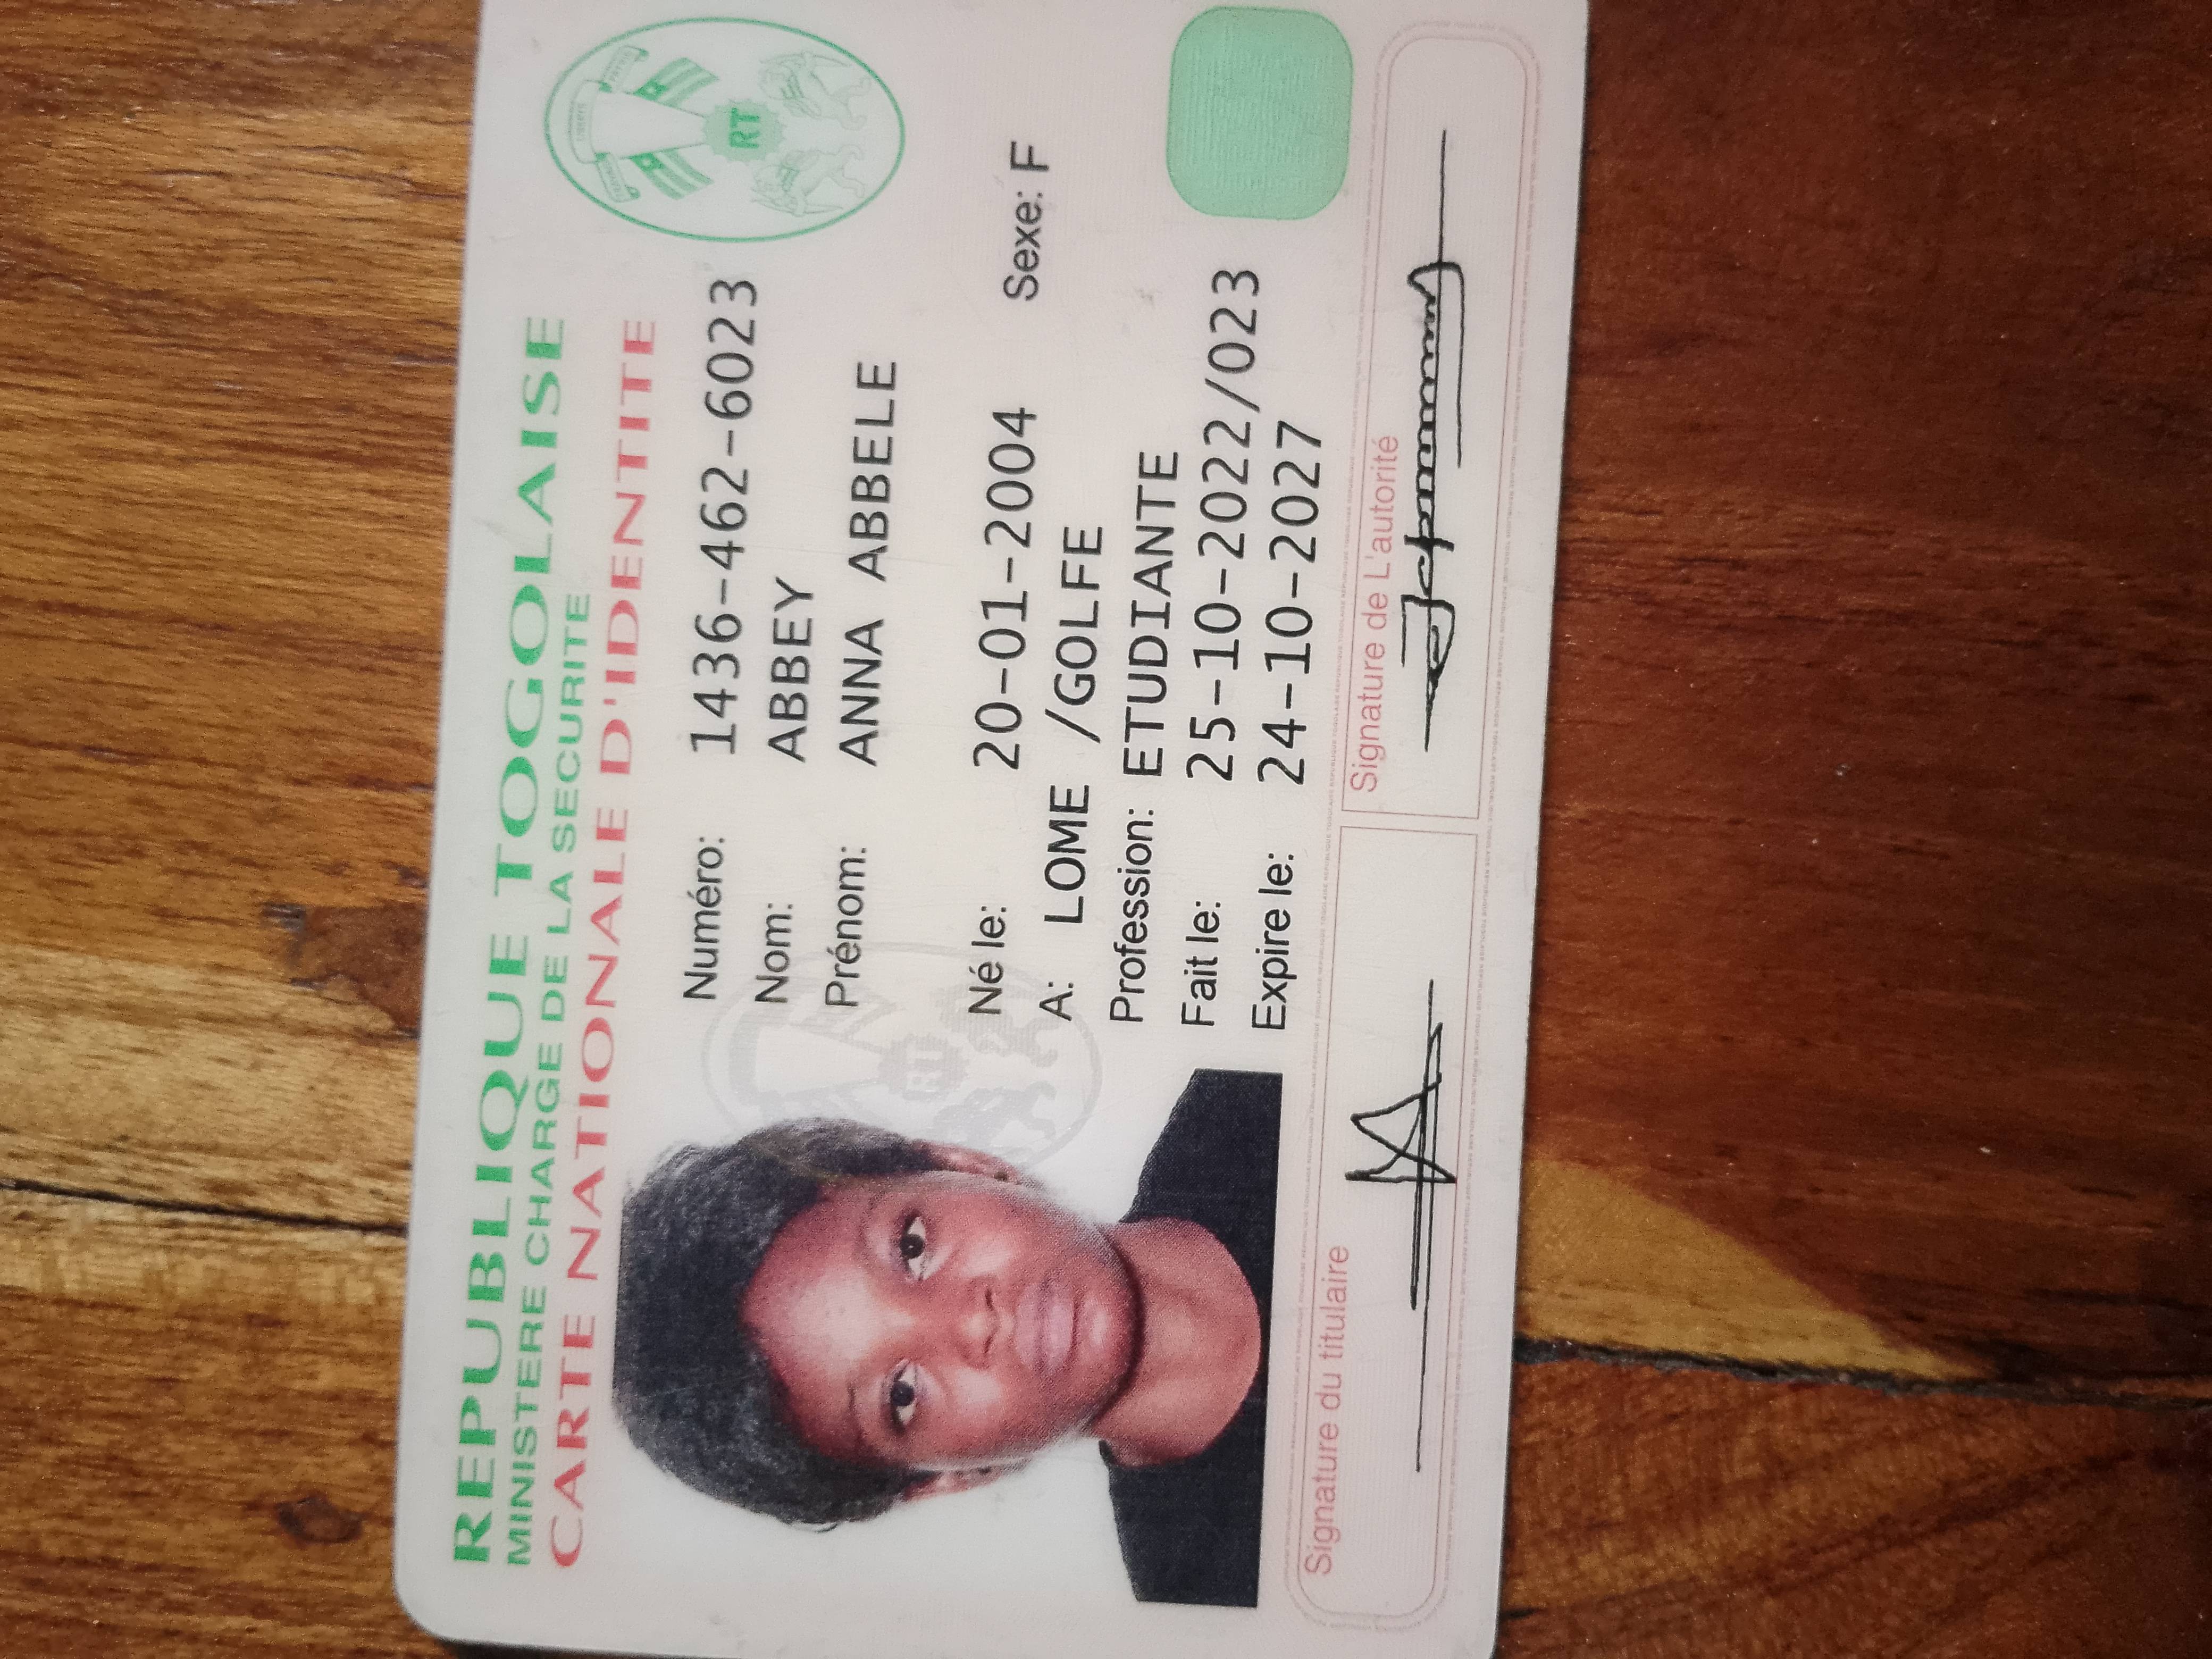 REPUBLIQUE TOGOLAISE
MINISTERE CHARGE DE LA SECURITE
CARTE NATIONALE D'IDENTITE
Numéro: 1436-462-6023
Nom: ABBEY
Prénom: ANNA ABBELE
Né le: 20-01-2004 Sexe: F
A: LOME /GOLFE
Profession: ETUDIANTE
Fait le: 25-10-2022/023
Expire le: 24-10-2027
Signature du titulaire
Signature de L'autorité
RT